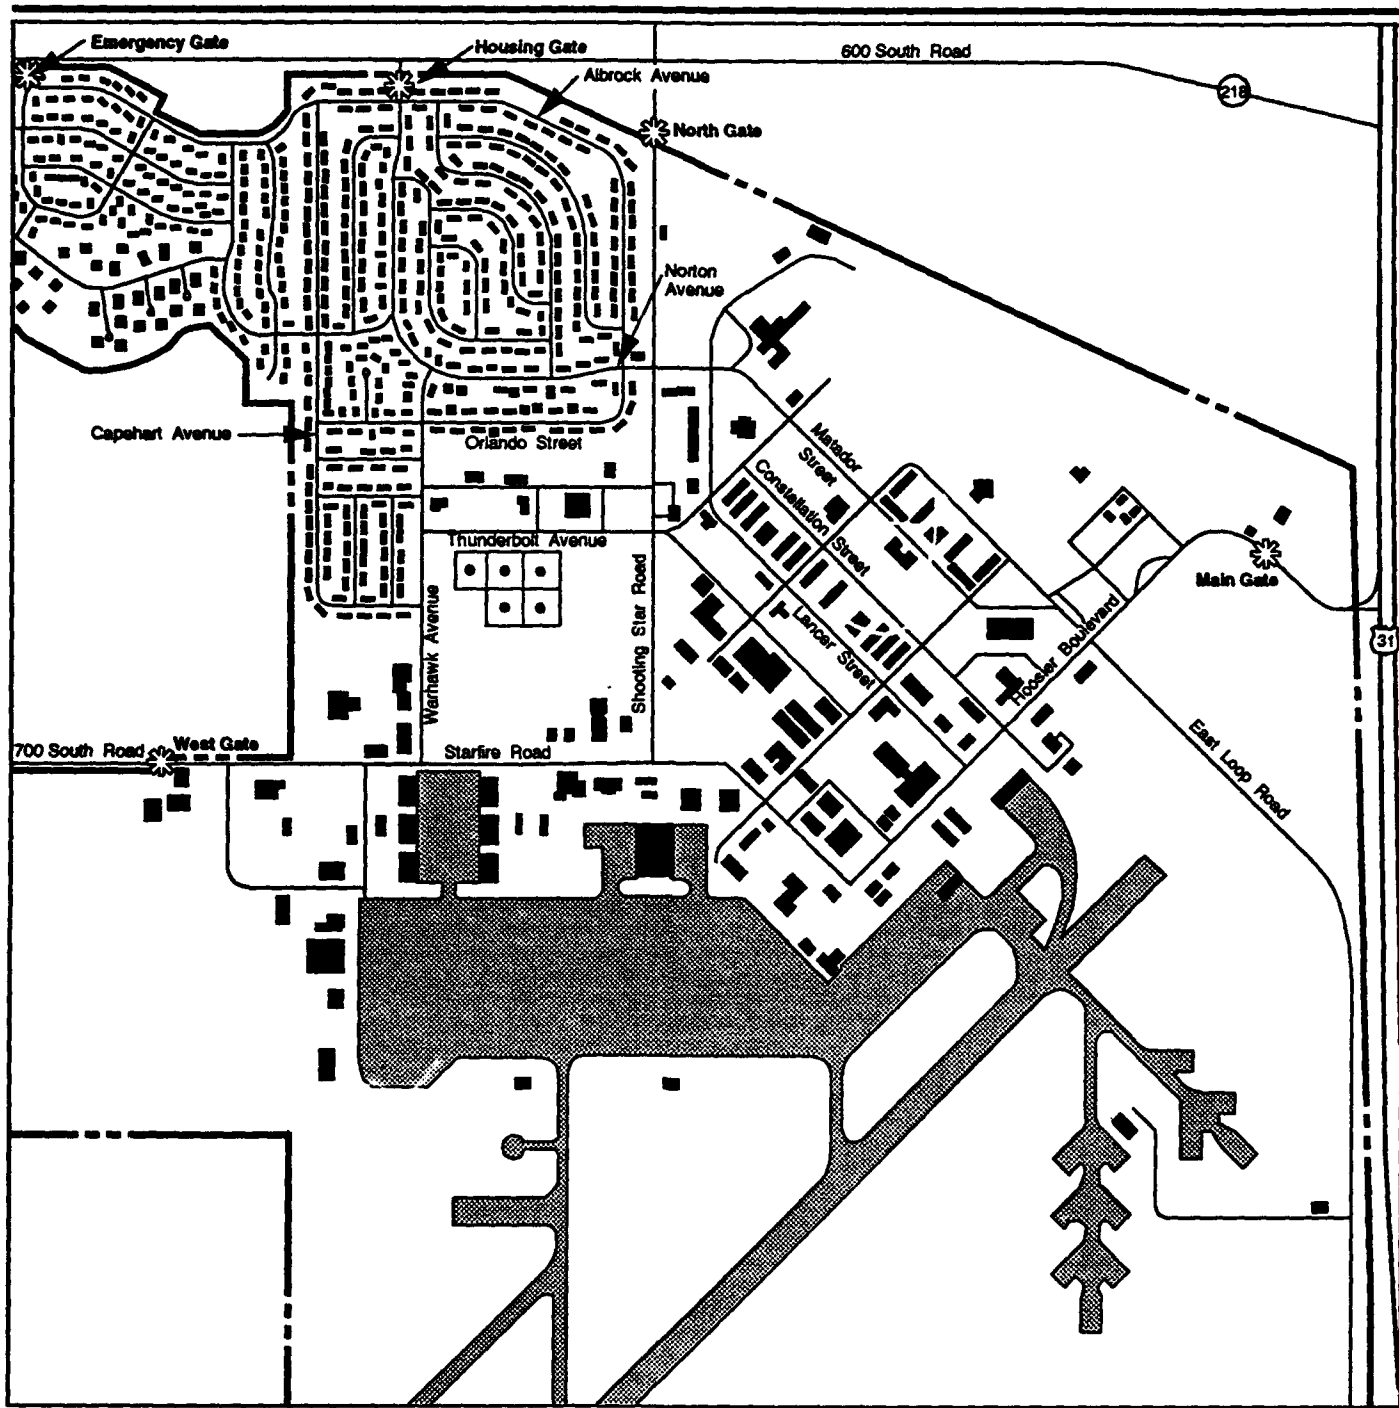 Emergency Gate
Housing Gate
600 South Road
Albrock Avenue
218
North Gate
Norton
Avenue
Capehart Avenue
Orlando Street
Matador
Street
Constellation Street
Thunderbolt Avenue
Main Gate
Warhawk Avenue
Shooting Star Road
Lancer Street
Hoosier Boulevard
31
700 South Road
West Gate
Starfire Road
East Loop Road